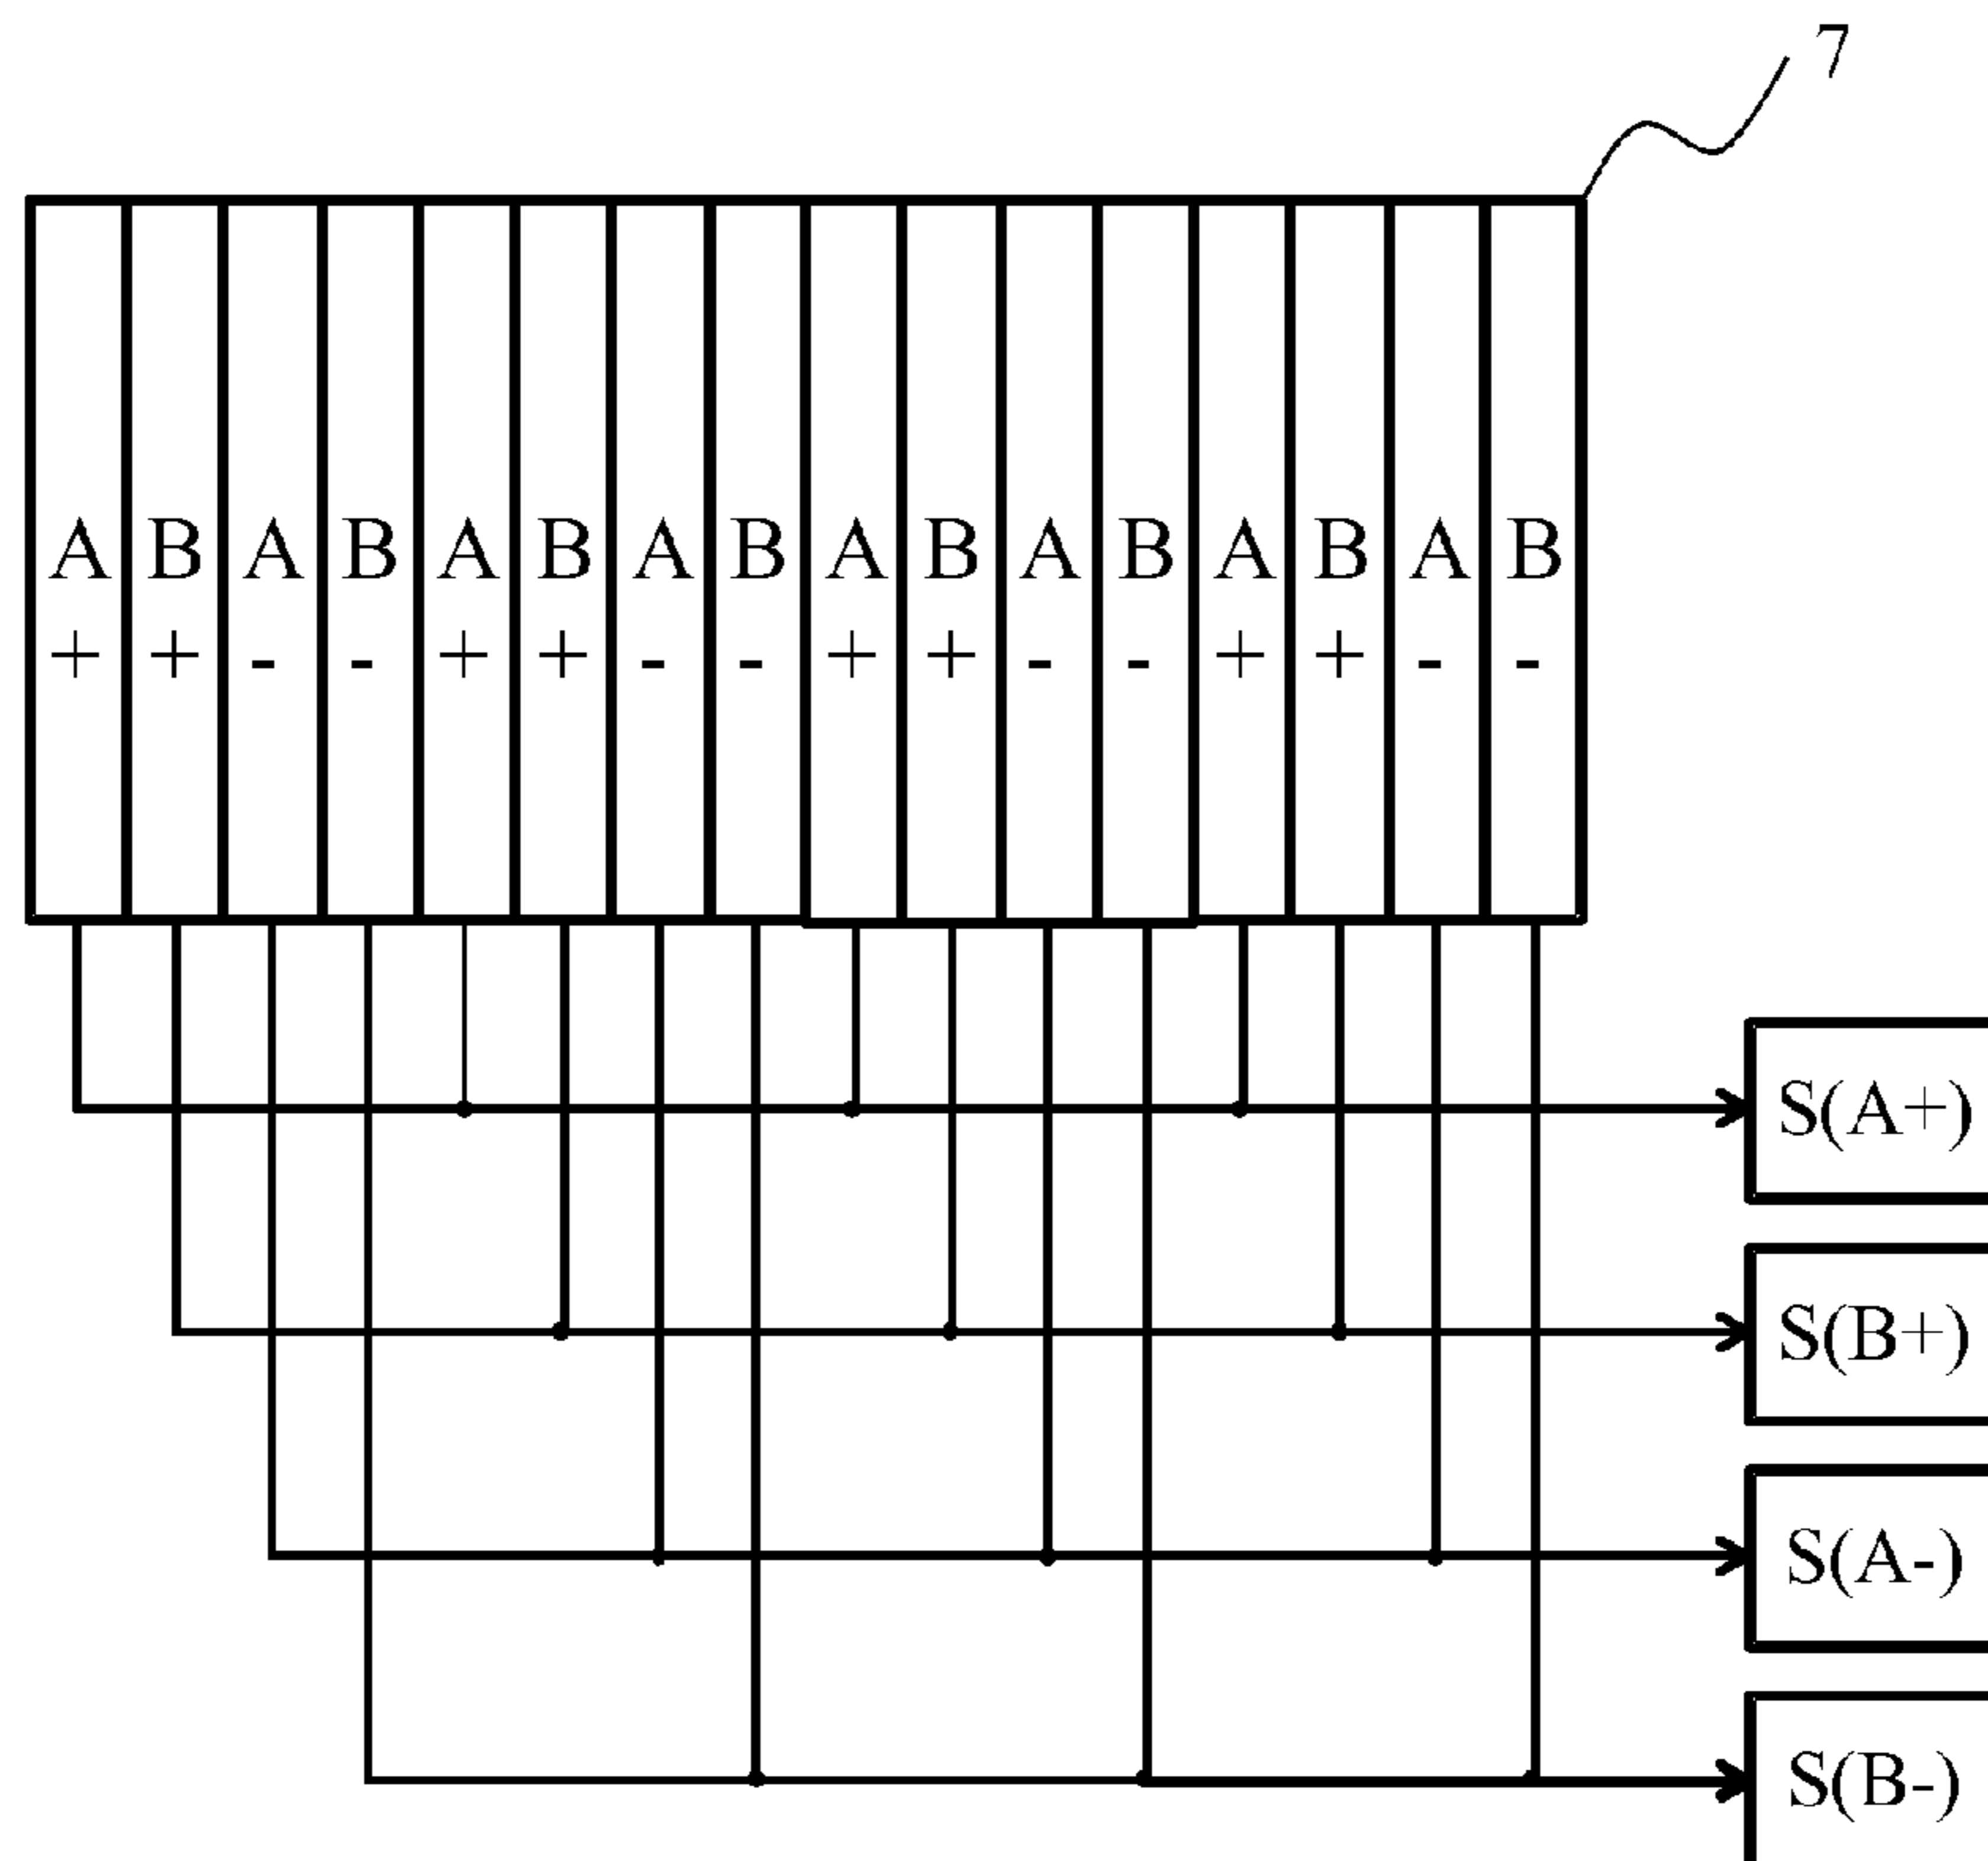 7
A B A B A B A B A B A B A B A B
+ + - - + + - - + + - - + + - -
S(A+)
S(B+)
S(A-)
S(B-)